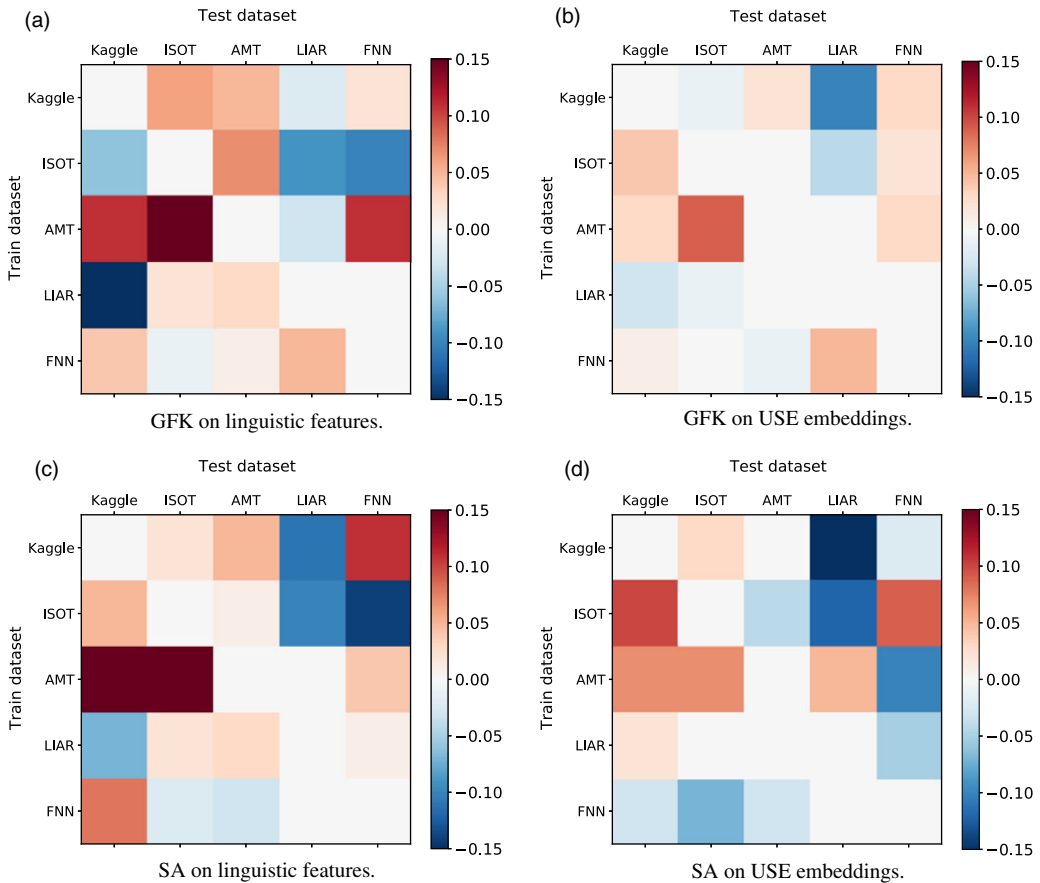 (a)
Test dataset
Kaggle ISOT AMT LIAR FNN
Train dataset
Kaggle
ISOT
AMT
LIAR
FNN
0.15
0.10
0.05
0.00
−0.05
−0.10
−0.15
GFK on linguistic features.
(b)
Test dataset
Kaggle ISOT AMT LIAR FNN
Train dataset
Kaggle
ISOT
AMT
LIAR
FNN
0.15
0.10
0.05
0.00
−0.05
−0.10
−0.15
GFK on USE embeddings.
(c)
Test dataset
Kaggle ISOT AMT LIAR FNN
Train dataset
Kaggle
ISOT
AMT
LIAR
FNN
0.15
0.10
0.05
0.00
−0.05
−0.10
−0.15
SA on linguistic features.
(d)
Test dataset
Kaggle ISOT AMT LIAR FNN
Train dataset
Kaggle
ISOT
AMT
LIAR
FNN
0.15
0.10
0.05
0.00
−0.05
−0.10
−0.15
SA on USE embeddings.